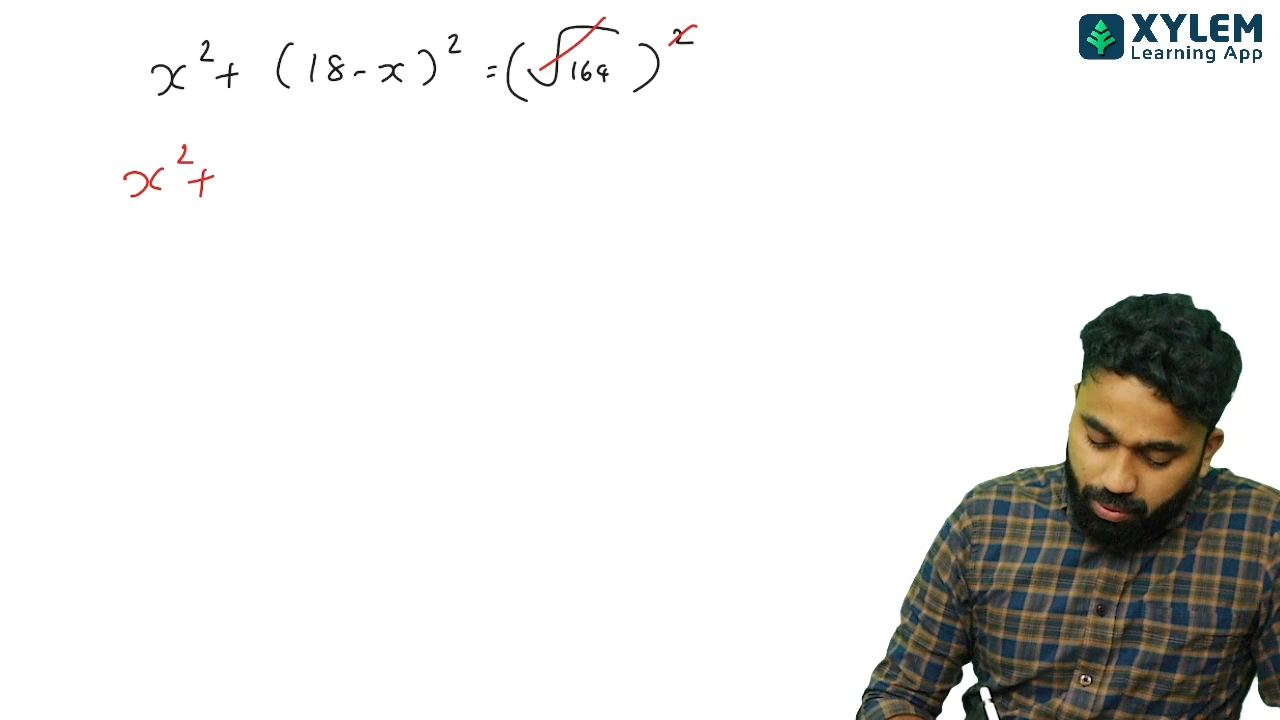 XYLEM
Learning App
x² + (18 - x)² = (√164)²
x² +